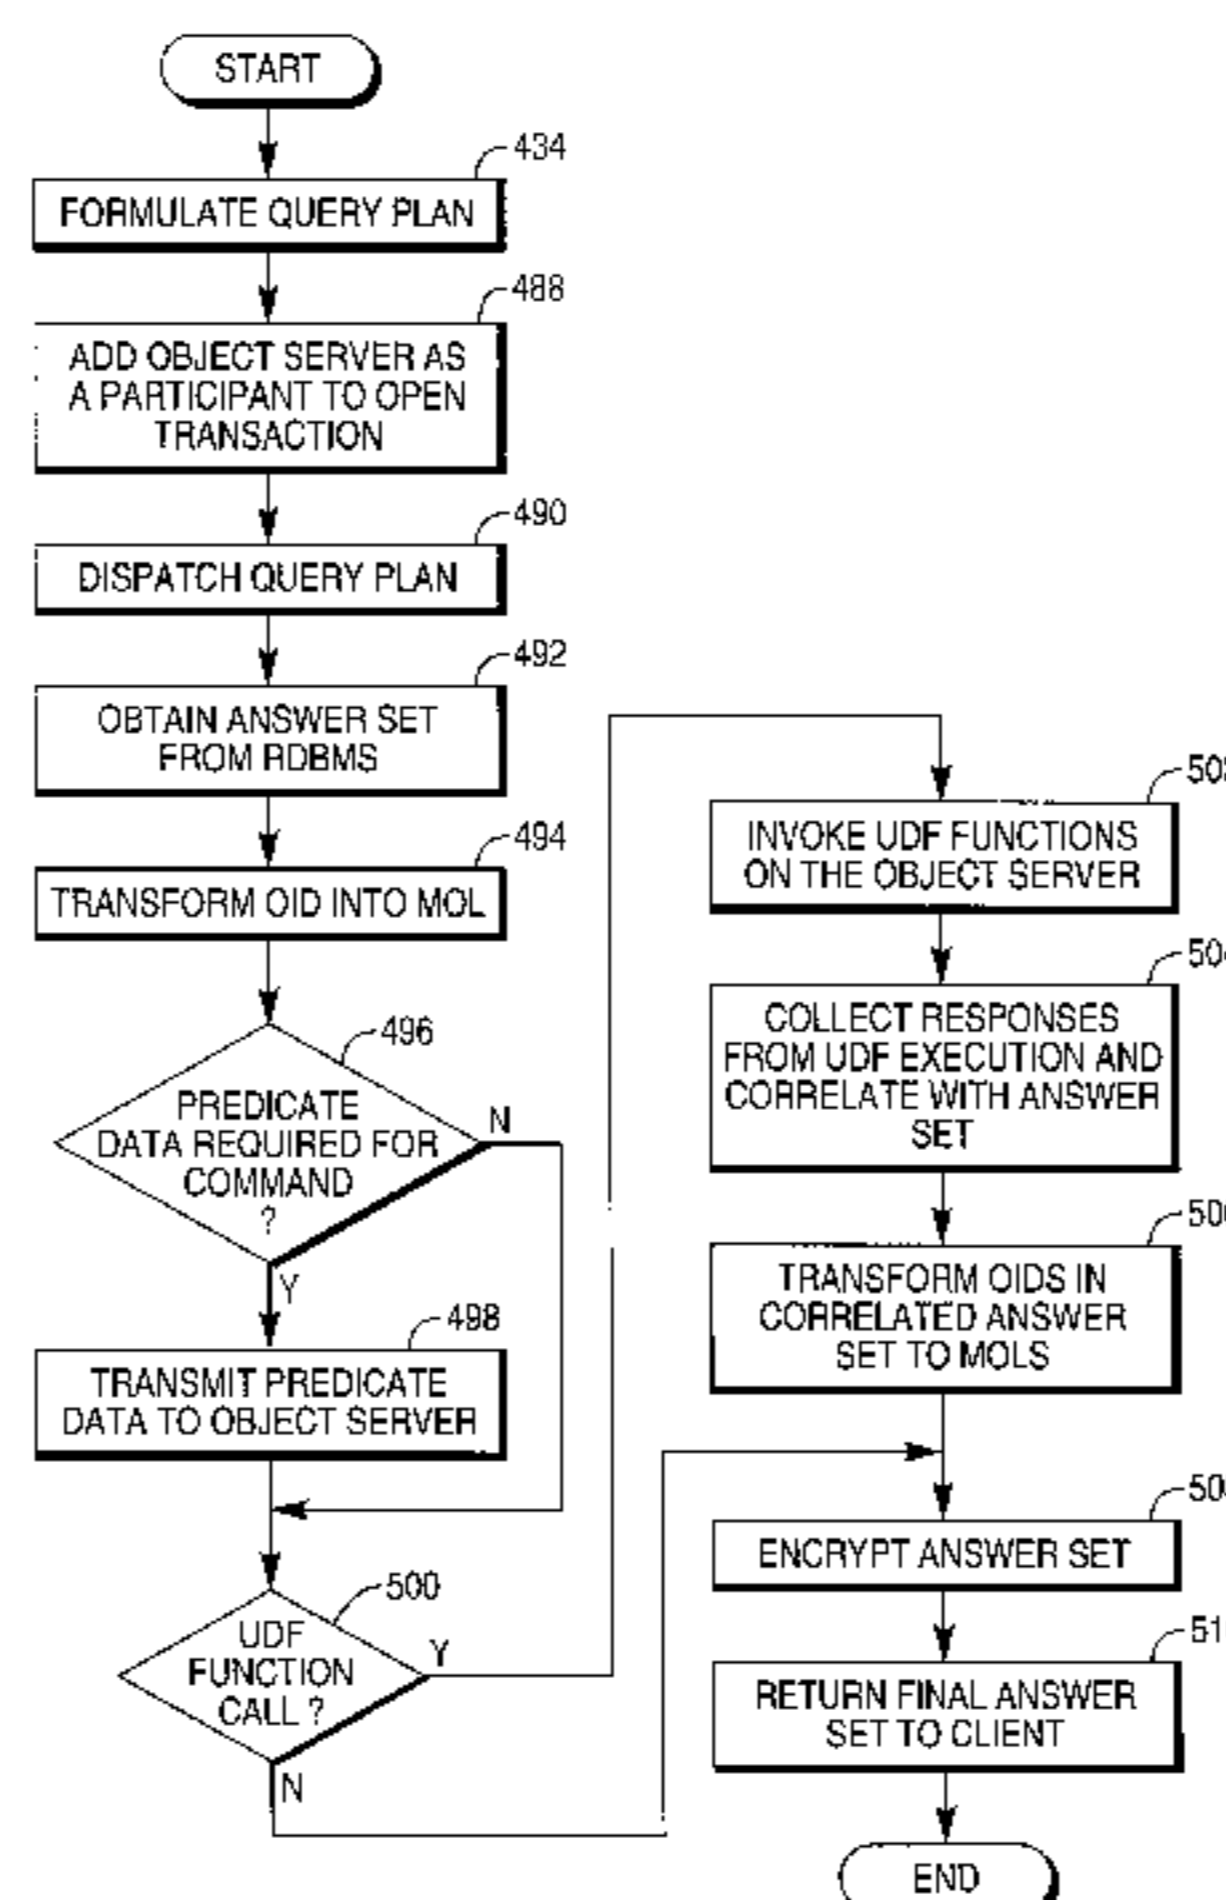 START
434
FORMULATE QUERY PLAN
488
ADD OBJECT SERVER AS
A PARTICIPANT TO OPEN
TRANSACTION
490
DISPATCH QUERY PLAN
492
OBTAIN ANSWER SET
FROM RDBMS
494
TRANSFORM OID INTO MOL
496
PREDICATE
DATA REQUIRED FOR
COMMAND
?
N
Y
498
TRANSMIT PREDICATE
DATA TO OBJECT SERVER
500
UDF
FUNCTION
CALL ?
Y
N
INVOKE UDF FUNCTIONS
ON THE OBJECT SERVER
COLLECT RESPONSES
FROM UDF EXECUTION AND
CORRELATE WITH ANSWER
SET
TRANSFORM OIDS IN
CORRELATED ANSWER
SET TO MOLS
ENCRYPT ANSWER SET
RETURN FINAL ANSWER
SET TO CLIENT
END